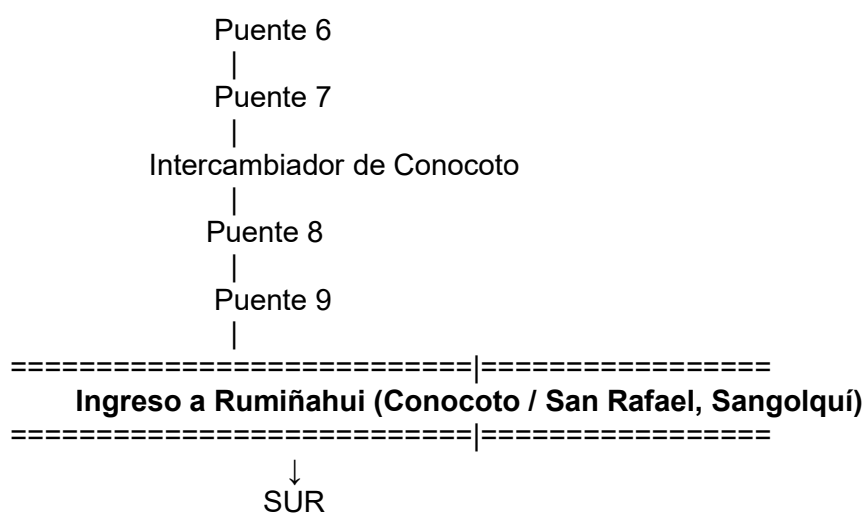 Puente 6
|
Puente 7
|
Intercambiador de Conocoto
|
Puente 8
|
Puente 9
|
===========================|=================
Ingreso a Rumiñahui (Conocoto / San Rafael, Sangolquí)
===========================|=================
↓
SUR